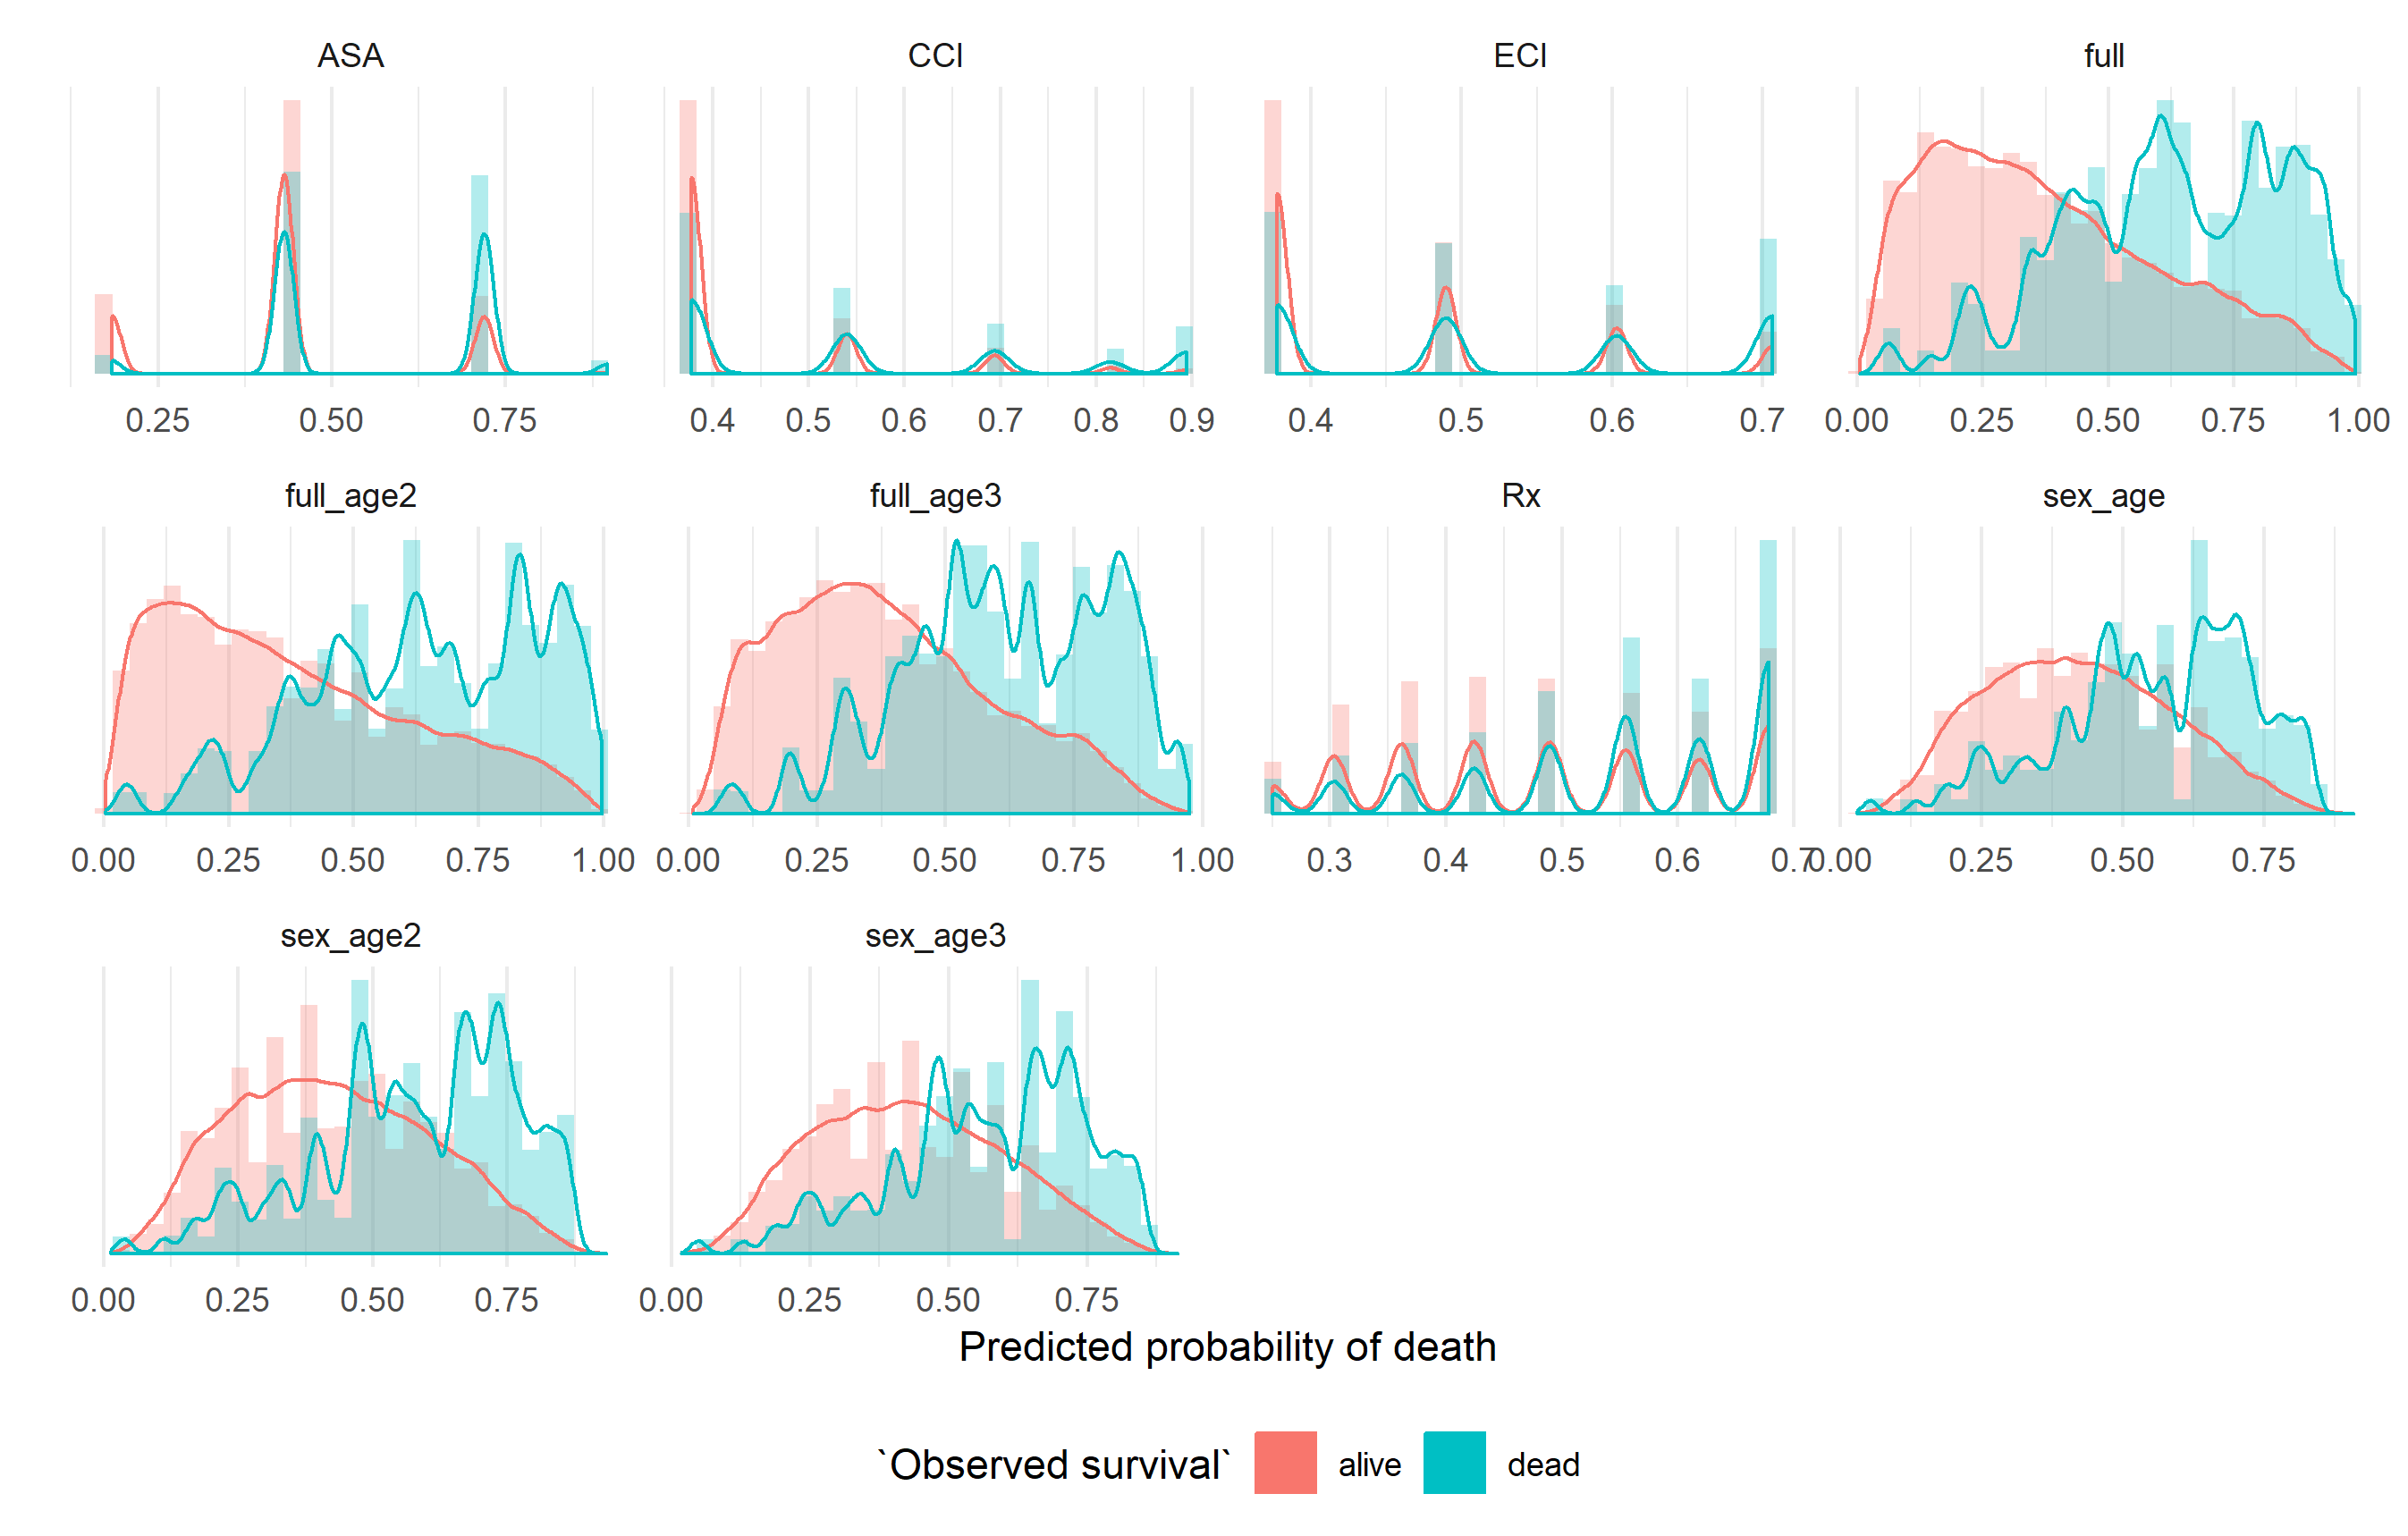 ASA CCI ECI full
0.25 0.50 0.75 0.4 0.5 0.6 0.7 0.8 0.9 0.4 0.5 0.6 0.7 0.00 0.25 0.50 0.75 1.00
full_age2 full_age3 Rx sex_age
0.00 0.25 0.50 0.75 1.00 0.00 0.25 0.50 0.75 1.00 0.3 0.4 0.5 0.6 0.7 0.00 0.25 0.50 0.75
sex_age2 sex_age3
0.00 0.25 0.50 0.75 0.00 0.25 0.50 0.75
Predicted probability of death
`Observed survival` alive dead